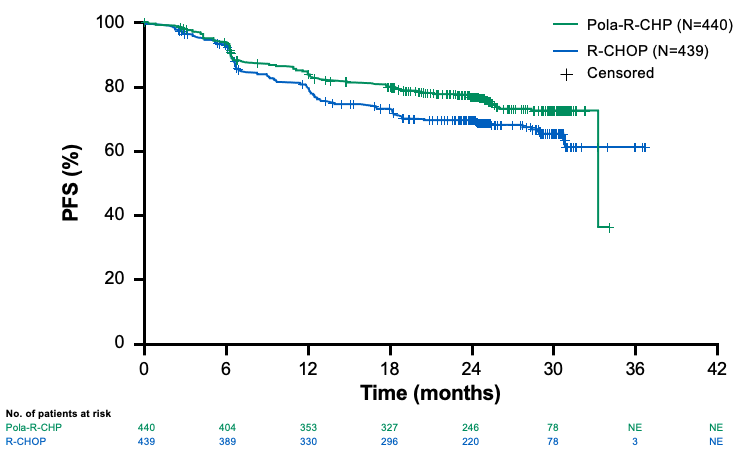 100
80
60
40
20
0
PFS (%)
Pola-R-CHP (N=440)
R-CHOP (N=439)
Censored
0 6 12 18 24 30 36 42
Time (months)
No. of patients at risk
Pola-R-CHP 440 404 353 327 246 78 NE NE
R-CHOP 439 389 330 296 220 78 3 NE